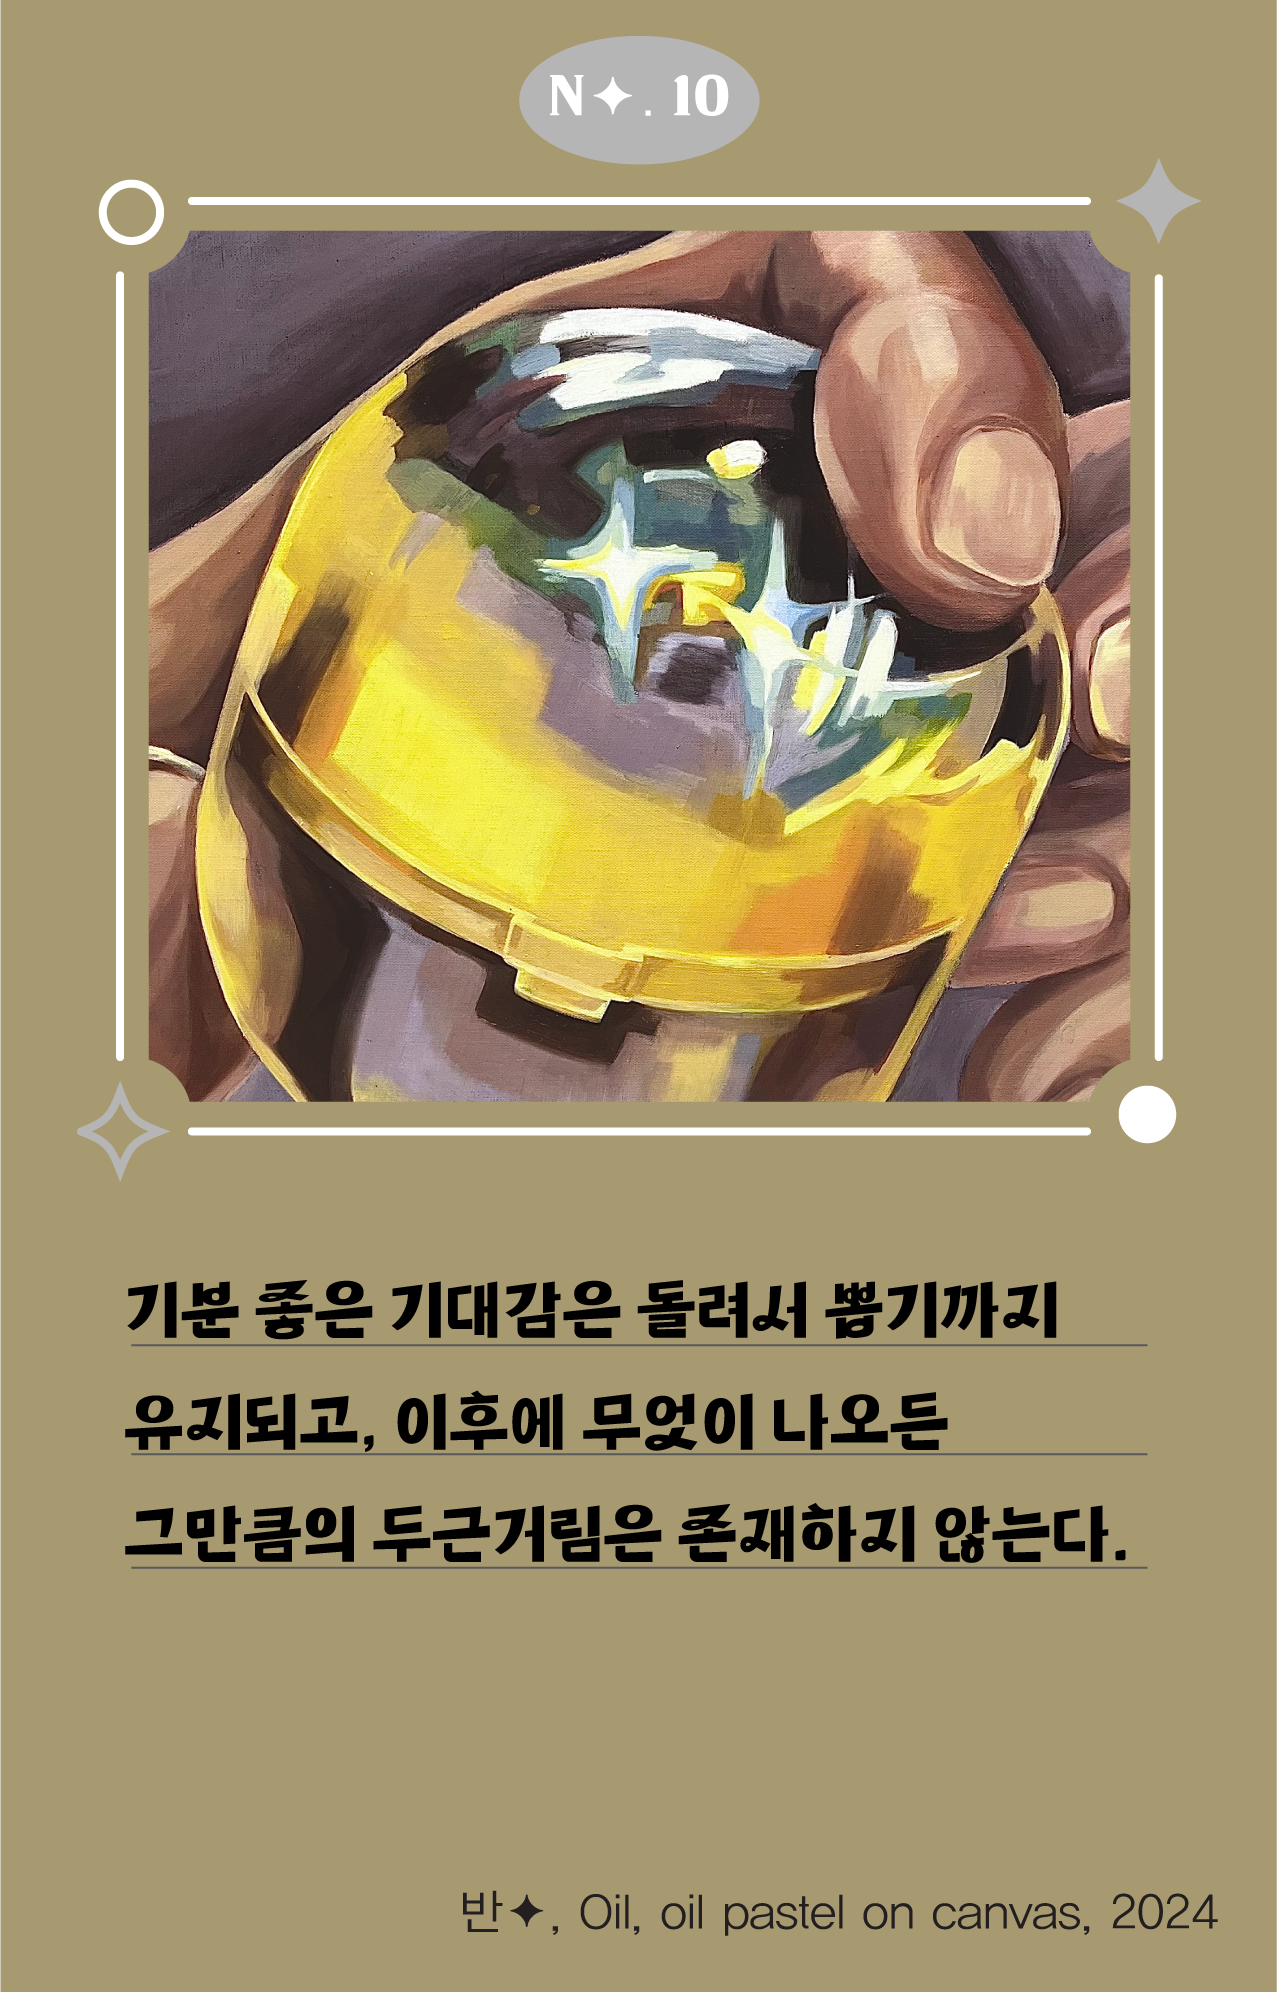 N✦. 10
기분 좋은 기대감은 돌려서 뽑기까지
유지되고, 이후에 무엇이 나오든
그만큼의 두근거림은 존재하지 않는다.
반✦, Oil, oil pastel on canvas, 2024